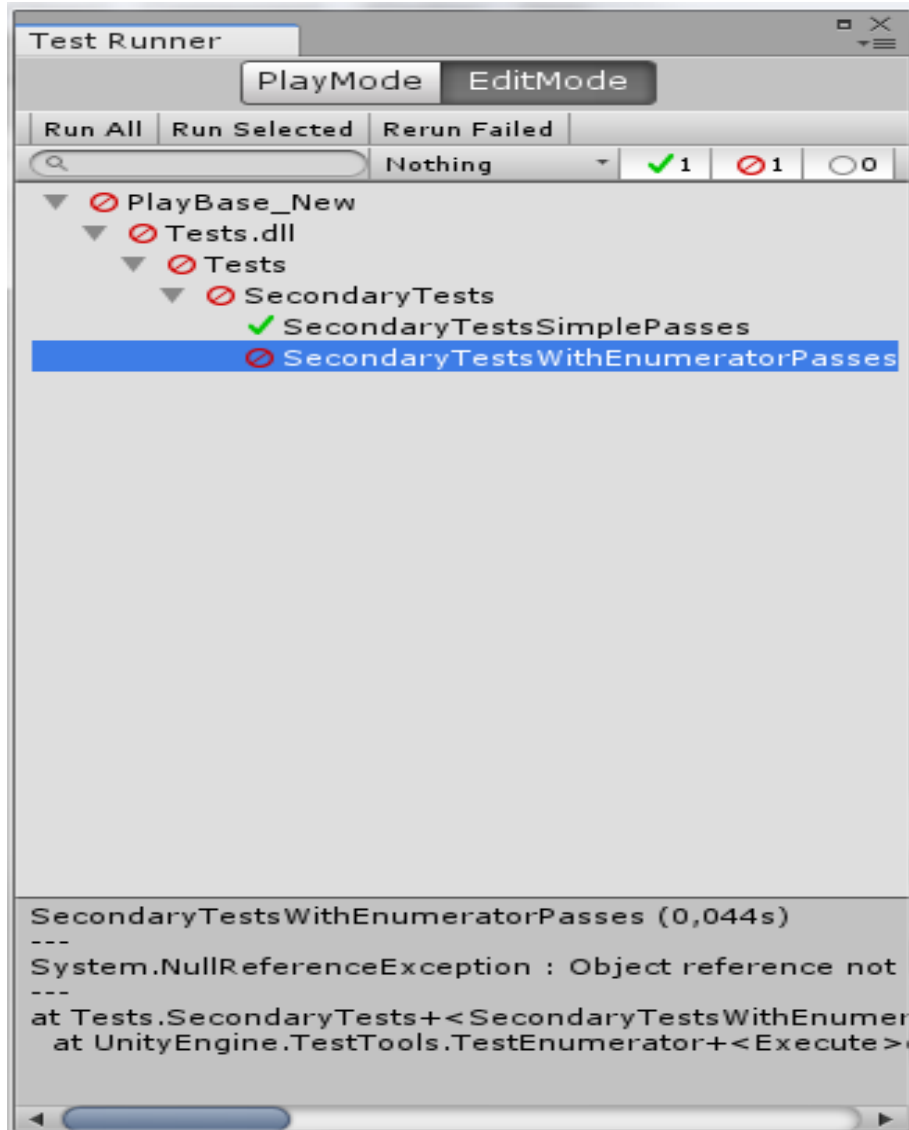 Test Runner
PlayMode EditMode
Run All Run Selected Rerun Failed
Nothing 1 1 0
PlayBase_New
Tests.dll
Tests
SecondaryTests
SecondaryTestsSimplePasses
SecondaryTestsWithEnumeratorPasses
SecondaryTestsWithEnumeratorPasses (0,044s)
---
System.NullReferenceException : Object reference not
---
at Tests.SecondaryTests+<SecondaryTestsWithEnumer
at UnityEngine.TestTools.TestEnumerator+<Execute>